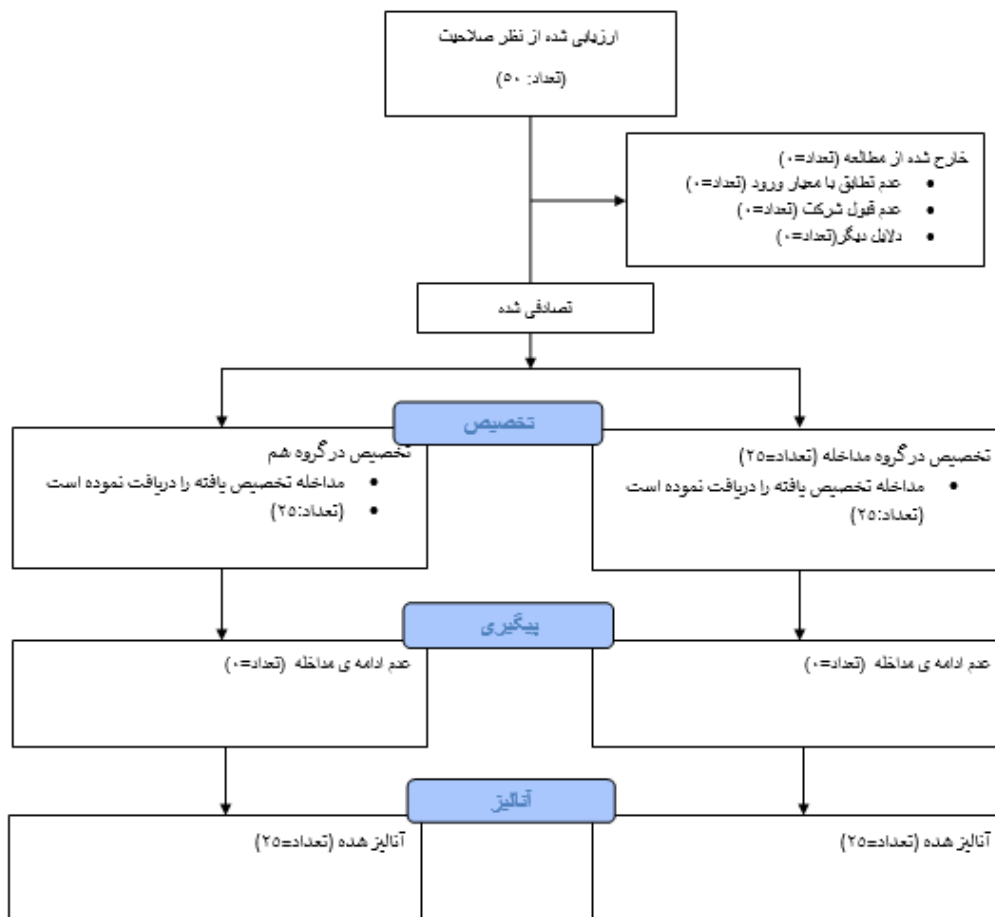 ارزیابی شده از نظر صلاحیت
(تعداد: ۵۰)
خارج شده از مطالعه (تعداد=۰)
• عدم تطابق با معیار ورود (تعداد=۰)
• عدم قبول شرکت (تعداد=۰)
• دلایل دیگر(تعداد=۰)
تصادفی شده
تخصیص
تخصیص در گروه مداخله (تعداد=۲۵)
• مداخله تخصیص یافته را دریافت نموده است
(تعداد:۲۵)
تخصیص در گروه شم
• مداخله تخصیص یافته را دریافت نموده است
• (تعداد:۲۵)
پیگیری
عدم ادامه ی مداخله (تعداد=۰)
عدم ادامه ی مداخله (تعداد=۰)
آنالیز
آنالیز شده (تعداد=۲۵)
آنالیز شده (تعداد=۲۵)